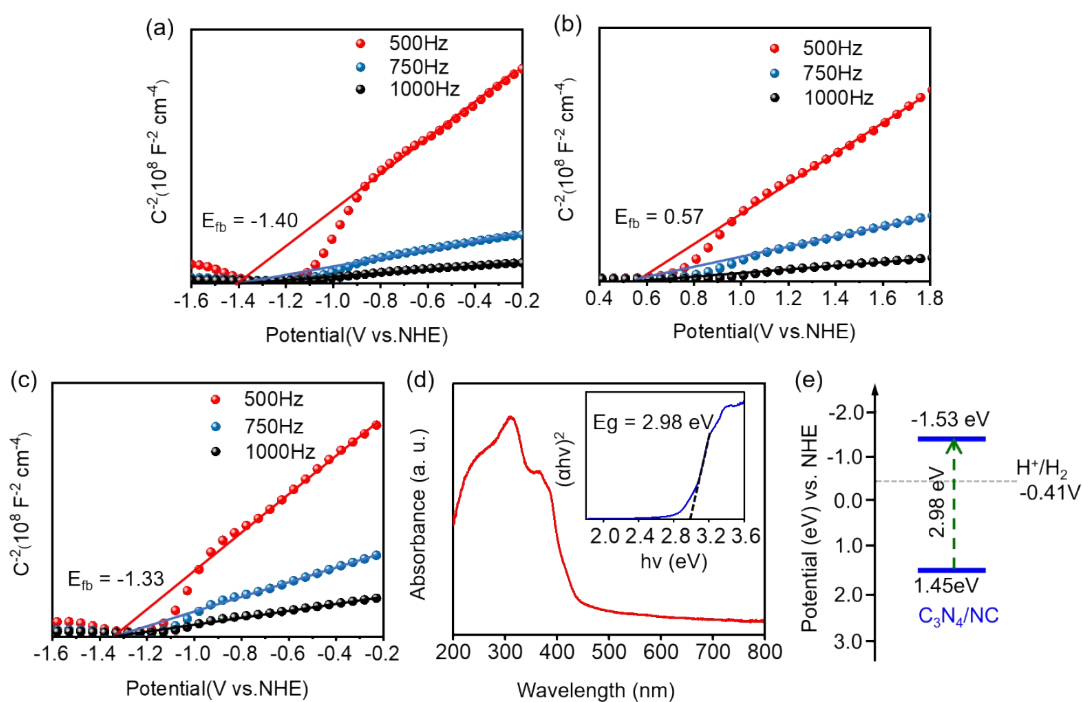 (a)
500Hz
750Hz
1000Hz
C⁻²(10⁸ F⁻² cm⁻⁴)
E_fb = -1.40
-1.6 -1.4 -1.2 -1.0 -0.8 -0.6 -0.4 -0.2
Potential(V vs.NHE)
(b)
500Hz
750Hz
1000Hz
C⁻²(10⁸ F⁻² cm⁻⁴)
E_fb = 0.57
0.4 0.6 0.8 1.0 1.2 1.4 1.6 1.8
Potential(V vs.NHE)
(c)
500Hz
750Hz
1000Hz
C⁻²(10⁸ F⁻² cm⁻⁴)
E_fb = -1.33
-1.6 -1.4 -1.2 -1.0 -0.8 -0.6 -0.4 -0.2
Potential(V vs.NHE)
(d)
Absorbance (a. u.)
Eg = 2.98 eV
(αhv)²
2.0 2.4 2.8 3.2 3.6
hv (eV)
200 300 400 500 600 700 800
Wavelength (nm)
(e)
Potential (eV) vs. NHE
-2.0
-1.0
0.0
1.0
2.0
3.0
-1.53 eV
H⁺/H₂
-0.41V
2.98 eV
1.45eV
C₃N₄/NC